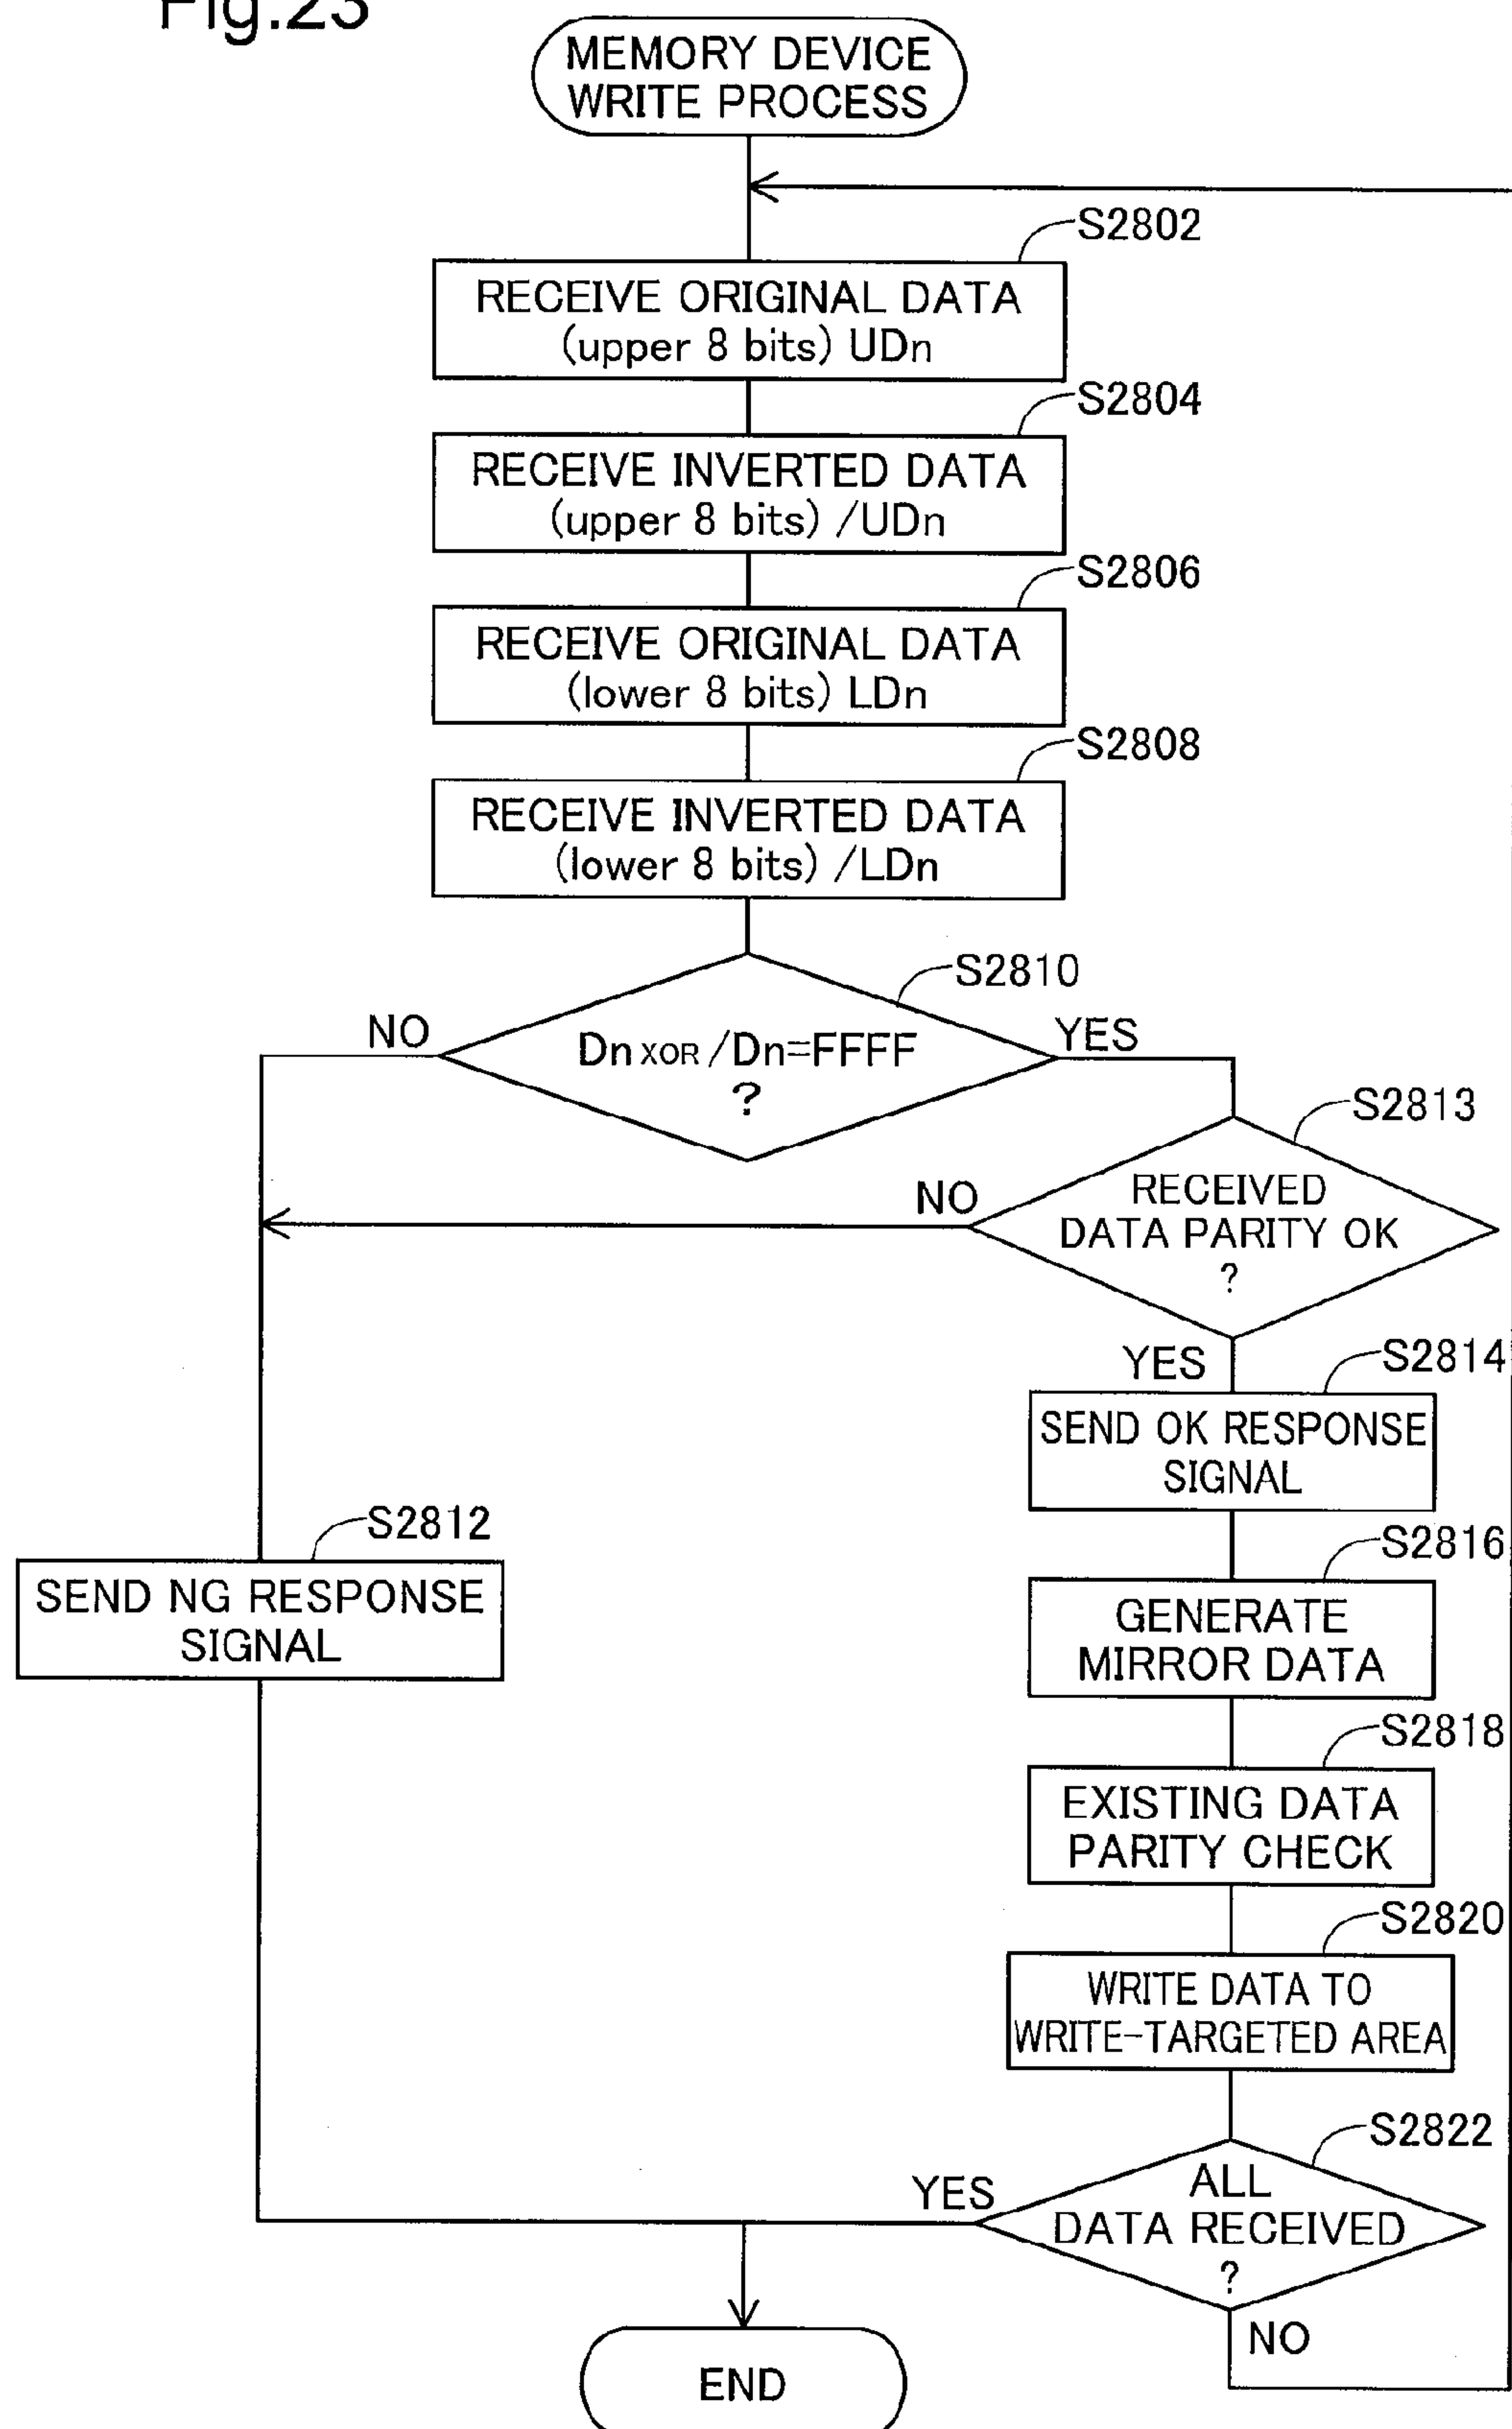 Fig.23
MEMORY DEVICE
WRITE PROCESS
S2802
RECEIVE ORIGINAL DATA
(upper 8 bits) UDn
S2804
RECEIVE INVERTED DATA
(upper 8 bits) /UDn
S2806
RECEIVE ORIGINAL DATA
(lower 8 bits) LDn
S2808
RECEIVE INVERTED DATA
(lower 8 bits) /LDn
S2810
NO
Dn XOR /Dn=FFFF
?
YES
S2813
NO
RECEIVED
DATA PARITY OK
?
YES
S2814
SEND OK RESPONSE
SIGNAL
S2812
SEND NG RESPONSE
SIGNAL
S2816
GENERATE
MIRROR DATA
S2818
EXISTING DATA
PARITY CHECK
S2820
WRITE DATA TO
WRITE-TARGETED AREA
S2822
YES
ALL
DATA RECEIVED
?
NO
END